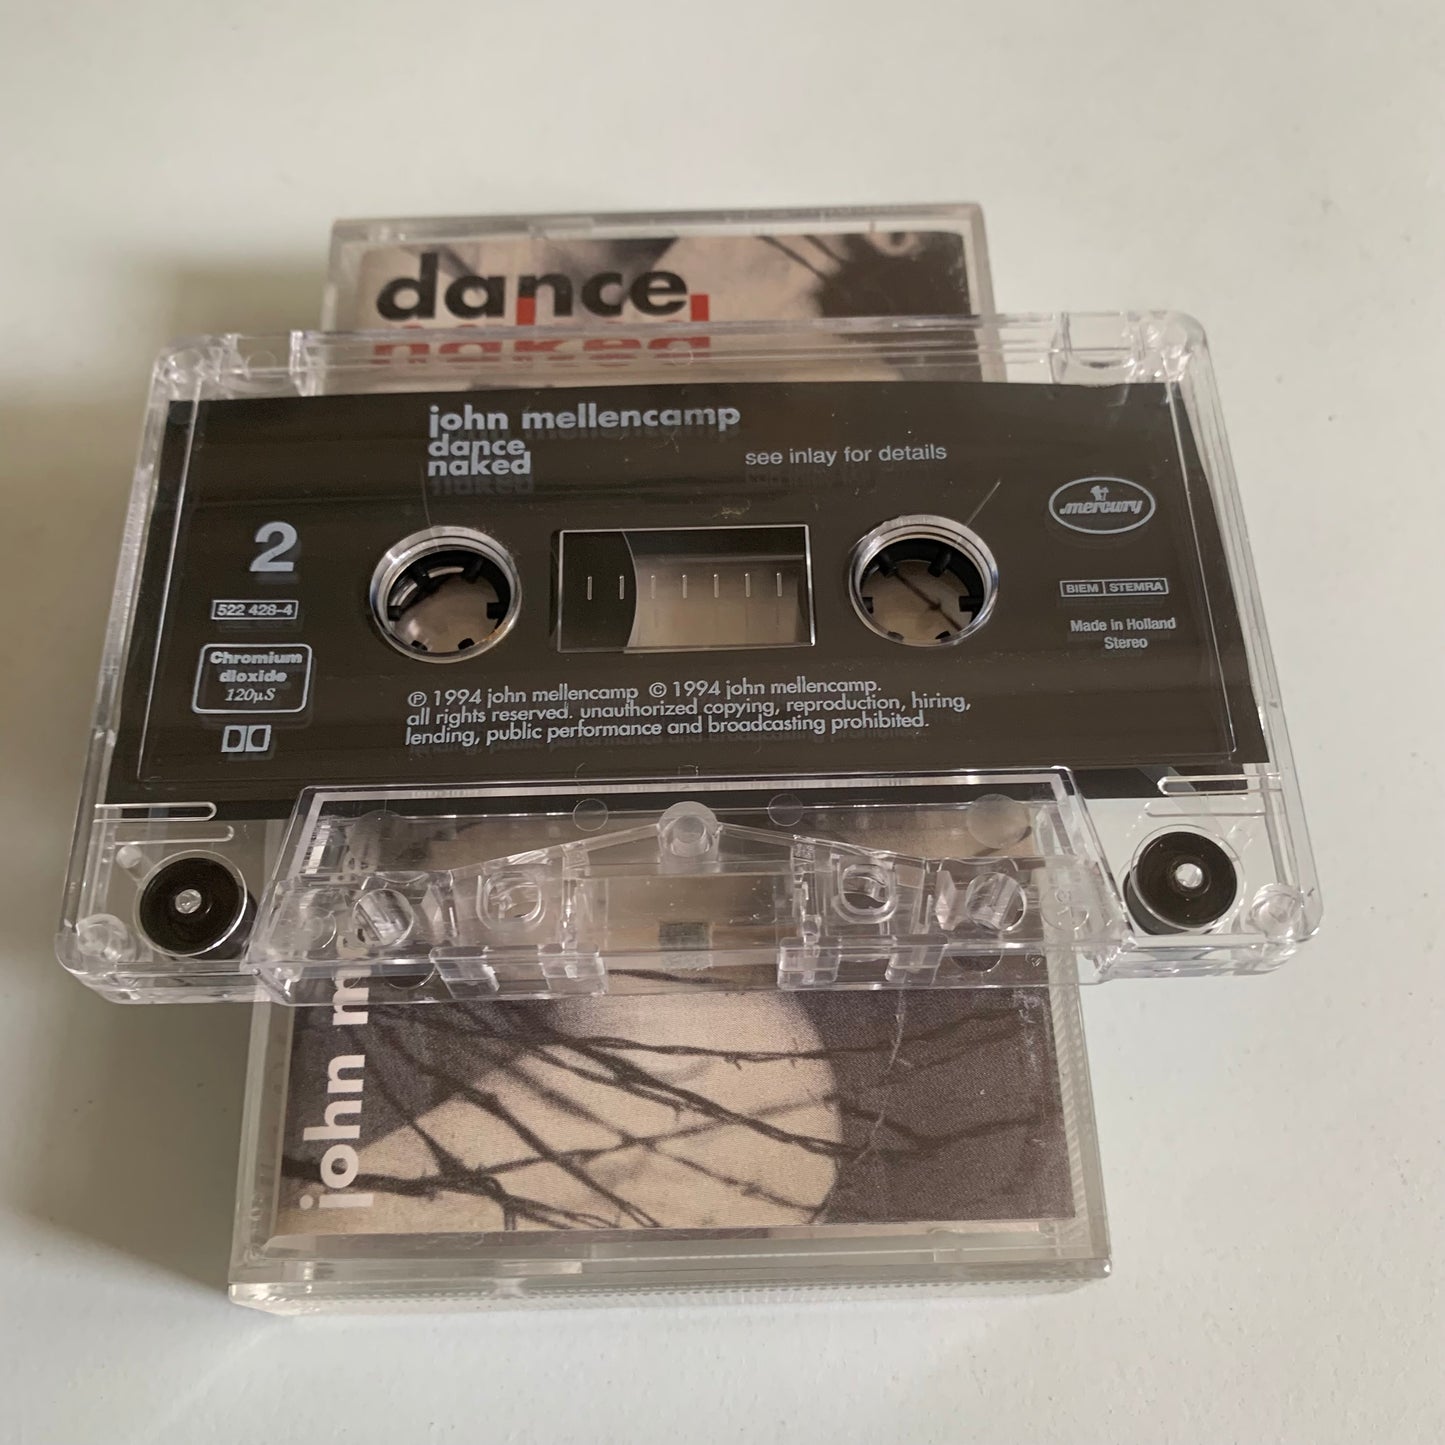 dance
naked
john mellencamp
dance
naked
see inlay for details
mercury
2
522 428-4
BIEM STEMRA
Chromium
dioxide
120µS
Made in Holland
Stereo
℗ 1994 john mellencamp © 1994 john mellencamp.
all rights reserved. unauthorized copying, reproduction, hiring,
lending, public performance and broadcasting prohibited.
john m